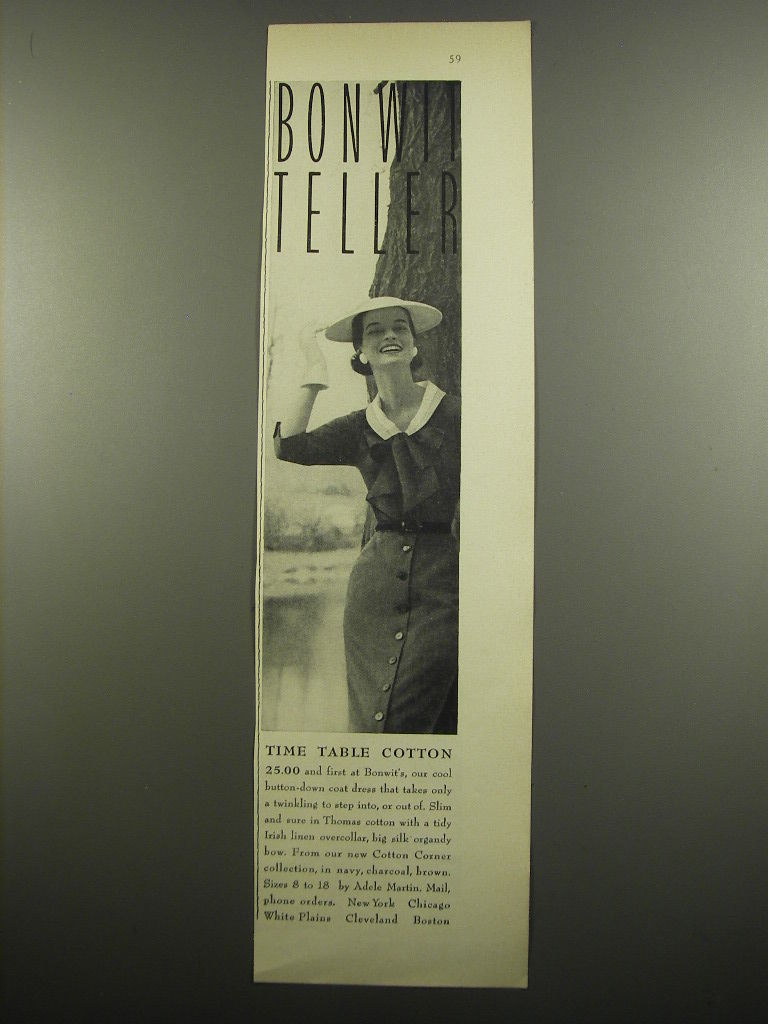 59
BONWIT
TELLER
TIME TABLE COTTON
25.00 and first at Bonwit's, our cool
button-down coat dress that takes only
a twinkling to step into, or out of. Slim
and sure in Thomas cotton with a tidy
Irish linen overcollar, big silk organdy
bow. From our new Cotton Corner
collection, in navy, charcoal, brown.
Sizes 8 to 18 by Adele Martin. Mail,
phone orders. New York Chicago
White Plains Cleveland Boston